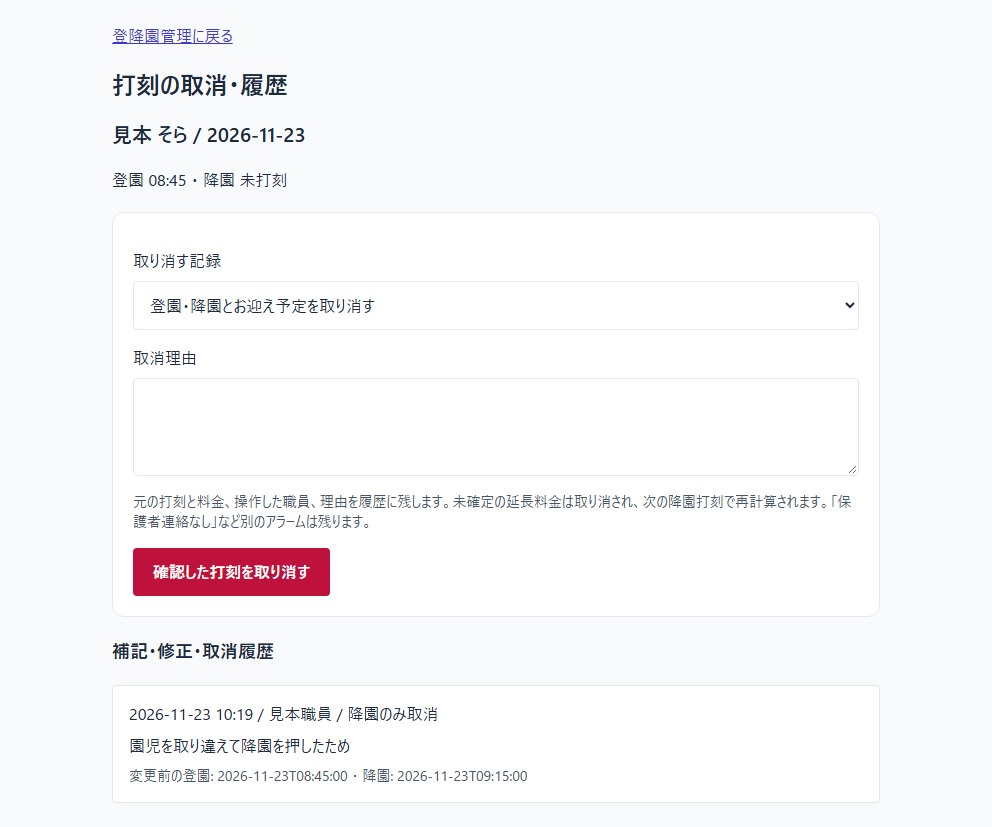 登降園管理に戻る
打刻の取消・履歴
見本 そら / 2026-11-23
登園 08:45 ・ 降園 未打刻
取り消す記録
登園・降園とお迎え予定を取り消す
取消理由
元の打刻と料金、操作した職員、理由を履歴に残します。未確定の延長料金は取り消され、次の降園打刻で再計算されます。「保
護者連絡なし」など別のアラームは残ります。
確認した打刻を取り消す
補記・修正・取消履歴
2026-11-23 10:19 / 見本職員 / 降園のみ取消
園児を取り違えて降園を押したため
変更前の登園: 2026-11-23T08:45:00 ・ 降園: 2026-11-23T09:15:00